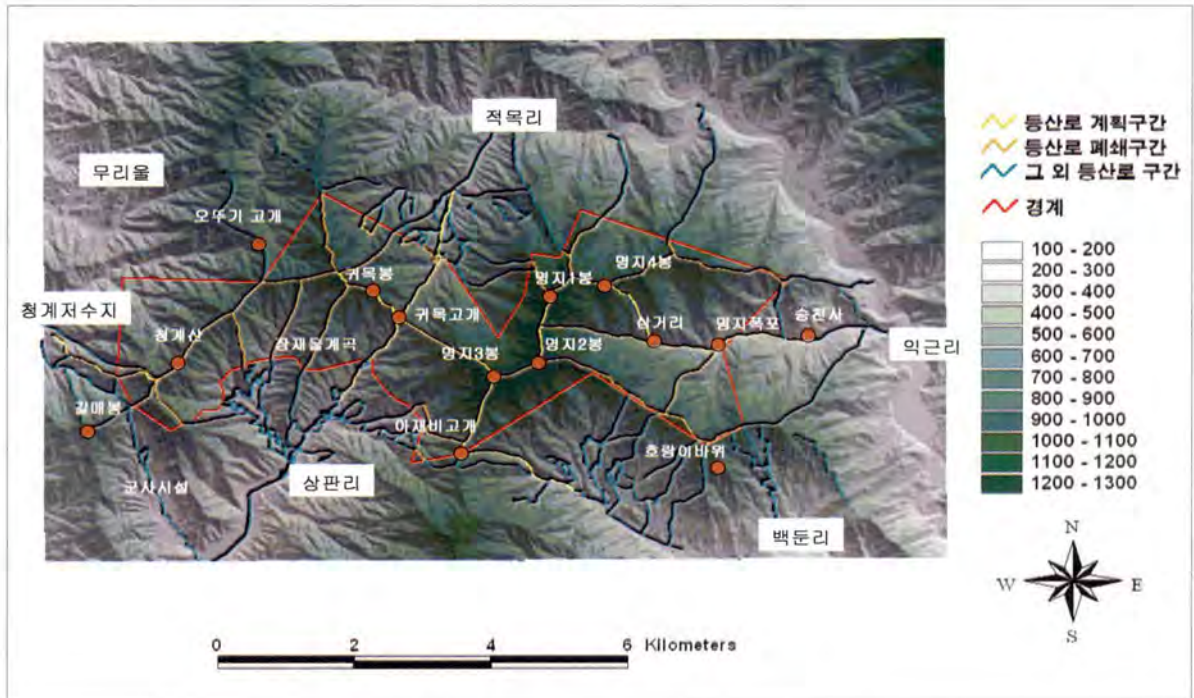 적목리
무리울
오뚜기 고개
귀목봉
명지1봉
명지4봉
청계저수지
귀목고개
삼거리
명지폭포
승진사
청계산
장재울계곡
명지3봉
명지2봉
익근리
갈매봉
아재비고개
호랑이바위
상판리
군사시설
백둔리
등산로 계획구간
등산로 폐쇄구간
그 외 등산로 구간
경계
100 - 200
200 - 300
300 - 400
400 - 500
500 - 600
600 - 700
700 - 800
800 - 900
900 - 1000
1000 - 1100
1100 - 1200
1200 - 1300
N
W E
S
0 2 4 6 Kilometers